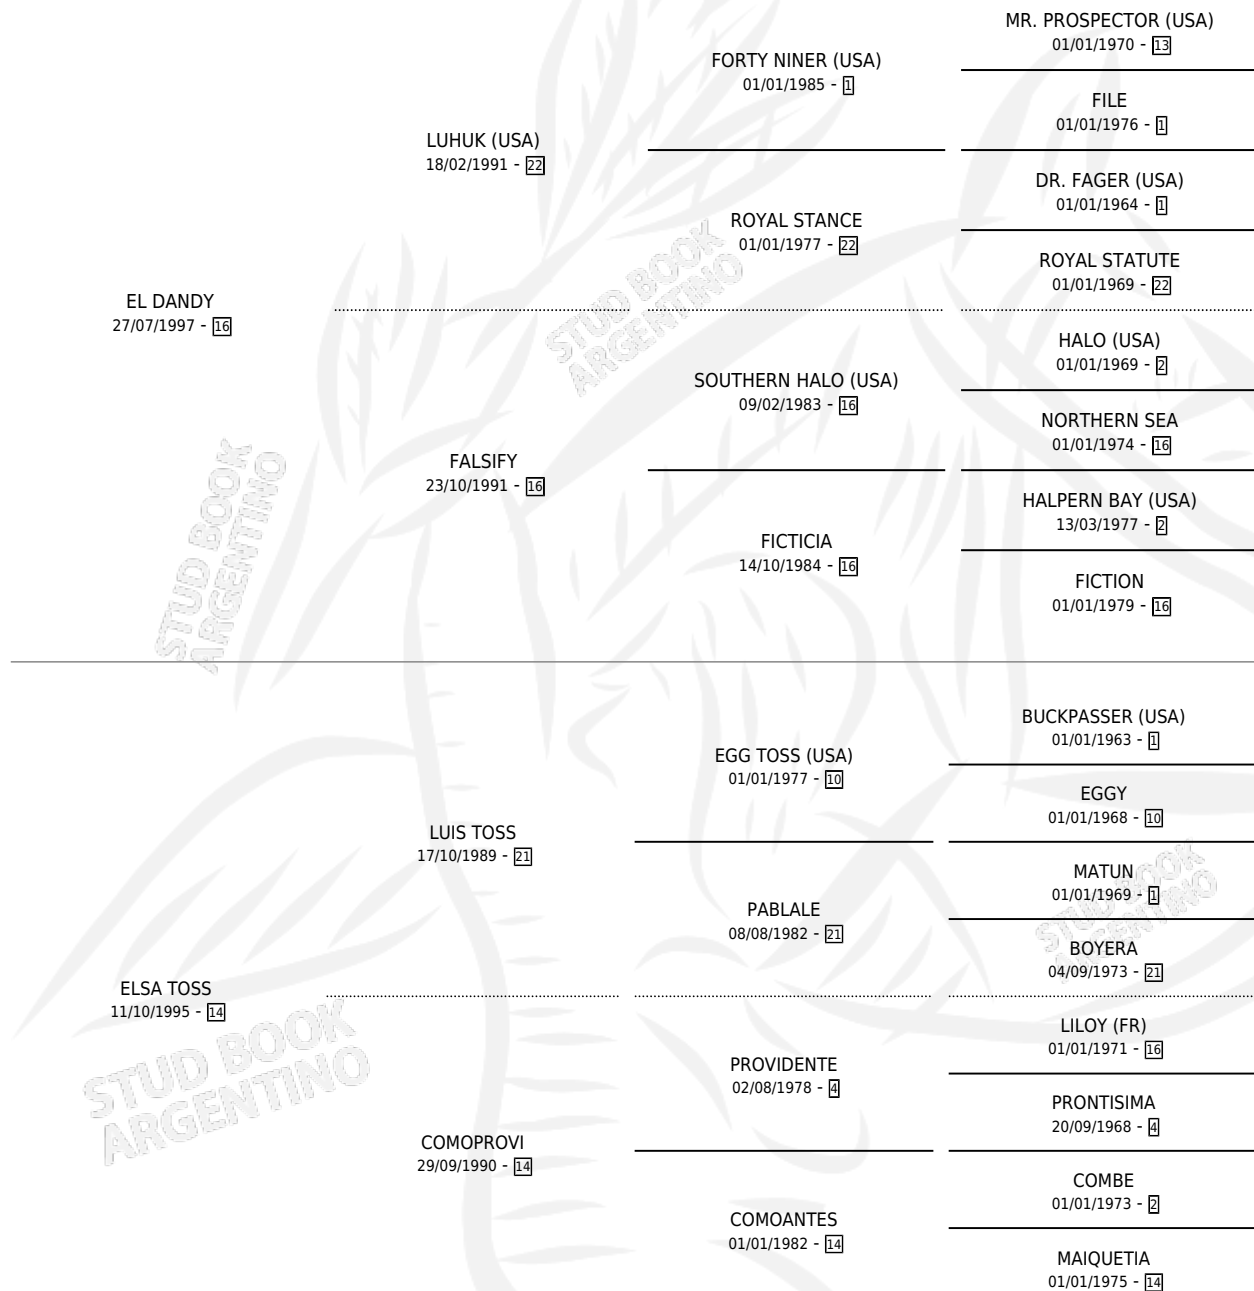 MR. PROSPECTOR (USA)
01/01/1970 - 13
FORTY NINER (USA)
01/01/1985 - 1
FILE
01/01/1976 - 1
LUHUK (USA)
18/02/1991 - 22
DR. FAGER (USA)
01/01/1964 - 1
ROYAL STANCE
01/01/1977 - 22
ROYAL STATUTE
01/01/1969 - 22
EL DANDY
27/07/1997 - 16
HALO (USA)
01/01/1969 - 2
SOUTHERN HALO (USA)
09/02/1983 - 16
NORTHERN SEA
01/01/1974 - 16
FALSIFY
23/10/1991 - 16
HALPERN BAY (USA)
13/03/1977 - 2
FICTICIA
14/10/1984 - 16
FICTION
01/01/1979 - 16
BUCKPASSER (USA)
01/01/1963 - 1
EGG TOSS (USA)
01/01/1977 - 10
EGGY
01/01/1968 - 10
LUIS TOSS
17/10/1989 - 21
MATUN
01/01/1969 - 1
PABLALE
08/08/1982 - 21
BOYERA
04/09/1973 - 21
ELSA TOSS
11/10/1995 - 14
LILOY (FR)
01/01/1971 - 16
PROVIDENTE
02/08/1978 - 4
PRONTISIMA
20/09/1968 - 4
COMOPROVI
29/09/1990 - 14
COMBE
01/01/1973 - 2
COMOANTES
01/01/1982 - 14
MAIQUETIA
01/01/1975 - 14
STUD BOOK
ARGENTINO
STUD BOOK
ARGENTINO
STUD BOOK
ARGENTINO
STUD BOOK
ARGENTINO